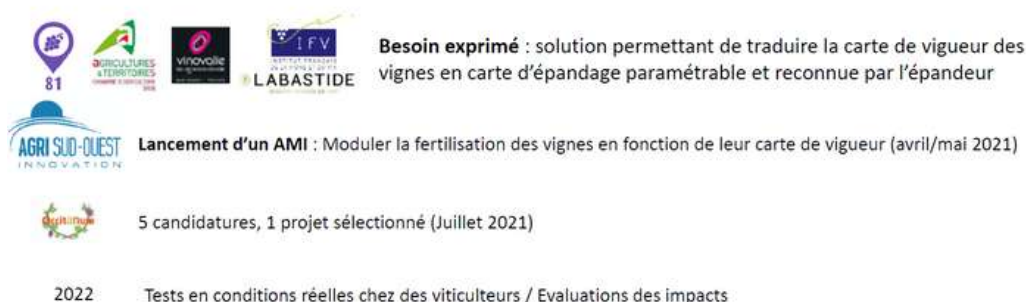 81
AGRICULTURES
& TERRITOIRES
vinovalie
IFV
INSTITUT FRANÇAIS
LABASTIDE
Besoin exprimé : solution permettant de traduire la carte de vigueur des
vignes en carte d'épandage paramétrable et reconnue par l'épandeur
AGRI SUD-OUEST
INNOVATION
Lancement d'un AMI : Moduler la fertilisation des vignes en fonction de leur carte de vigueur (avril/mai 2021)
Occitanum
5 candidatures, 1 projet sélectionné (Juillet 2021)
2022
Tests en conditions réelles chez des viticulteurs / Evaluations des impacts